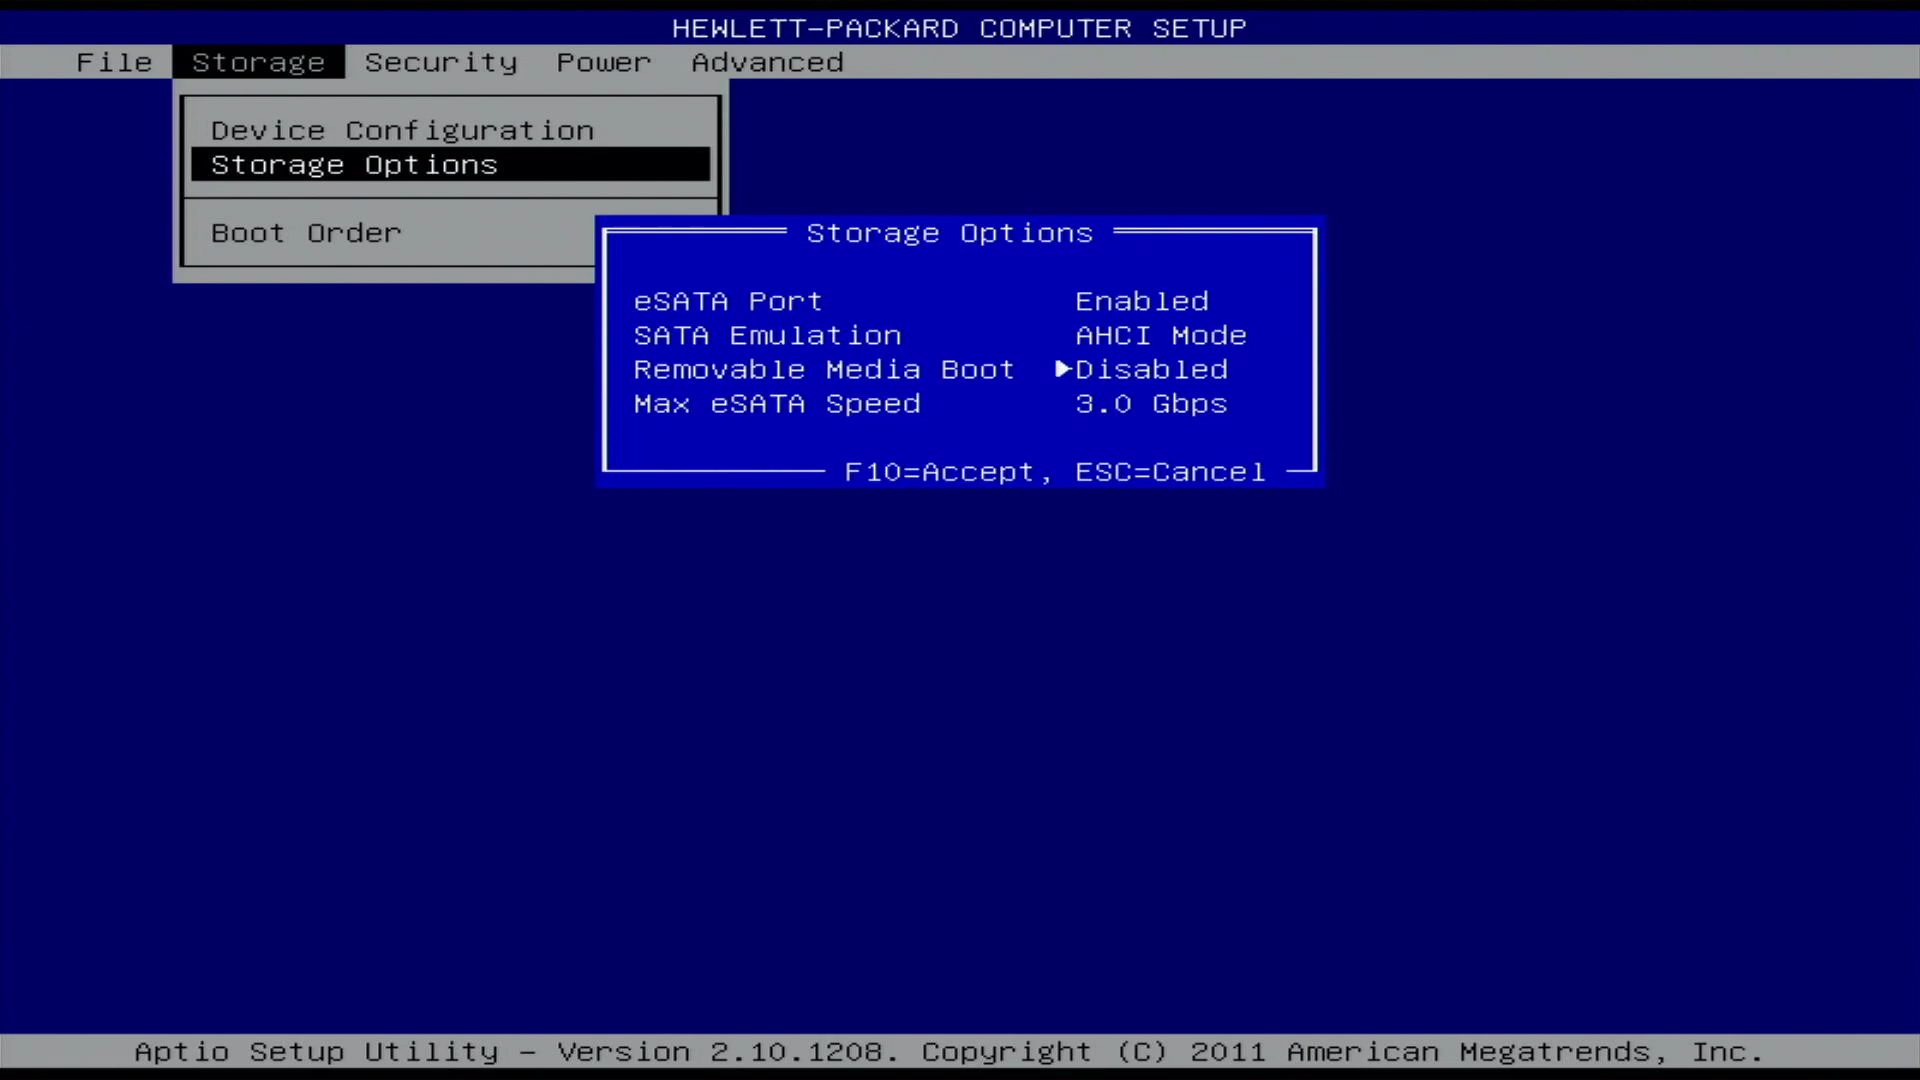 HEWLETT-PACKARD COMPUTER SETUP
File Storage Security Power Advanced
Device Configuration
Storage Options
Boot Order
Storage Options
eSATA Port Enabled
SATA Emulation AHCI Mode
Removable Media Boot ▶Disabled
Max eSATA Speed 3.0 Gbps
F10=Accept, ESC=Cancel
Aptio Setup Utility - Version 2.10.1208. Copyright (C) 2011 American Megatrends, Inc.